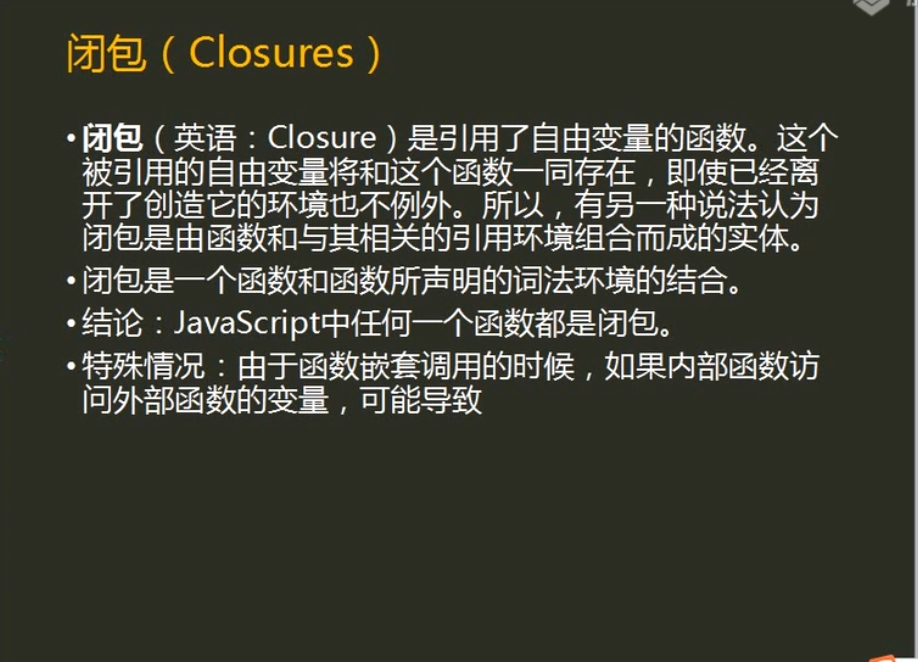 闭包（Closures）
•闭包（英语：Closure）是引用了自由变量的函数。这个
被引用的自由变量将和这个函数一同存在，即使已经离
开了创造它的环境也不例外。所以，有另一种说法认为
闭包是由函数和与其相关的引用环境组合而成的实体。
•闭包是一个函数和函数所声明的词法环境的结合。
•结论：JavaScript中任何一个函数都是闭包。
•特殊情况：由于函数嵌套调用的时候，如果内部函数访
问外部函数的变量，可能导致